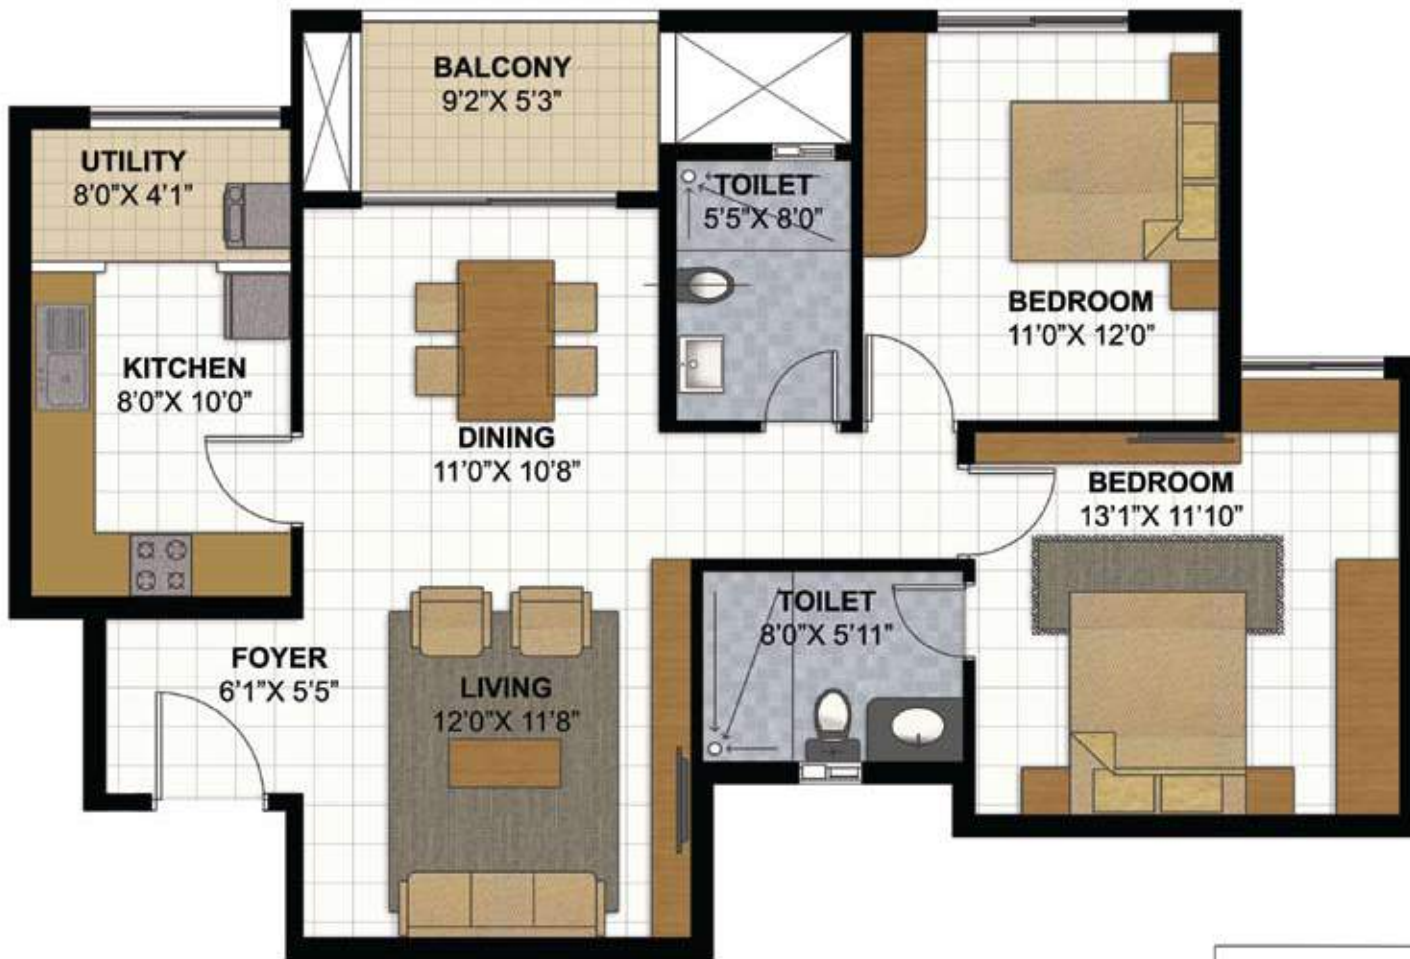 BALCONY
9'2”X 5'3”
UTILITY
8'0”X 4'1”
TOILET
5'5”X 8'0”
BEDROOM
11'0”X 12'0”
KITCHEN
8'0”X 10'0”
DINING
11'0”X 10'8”
BEDROOM
13'1”X 11'10”
TOILET
8'0”X 5'11”
FOYER
6'1”X 5'5”
LIVING
12'0”X 11'8”